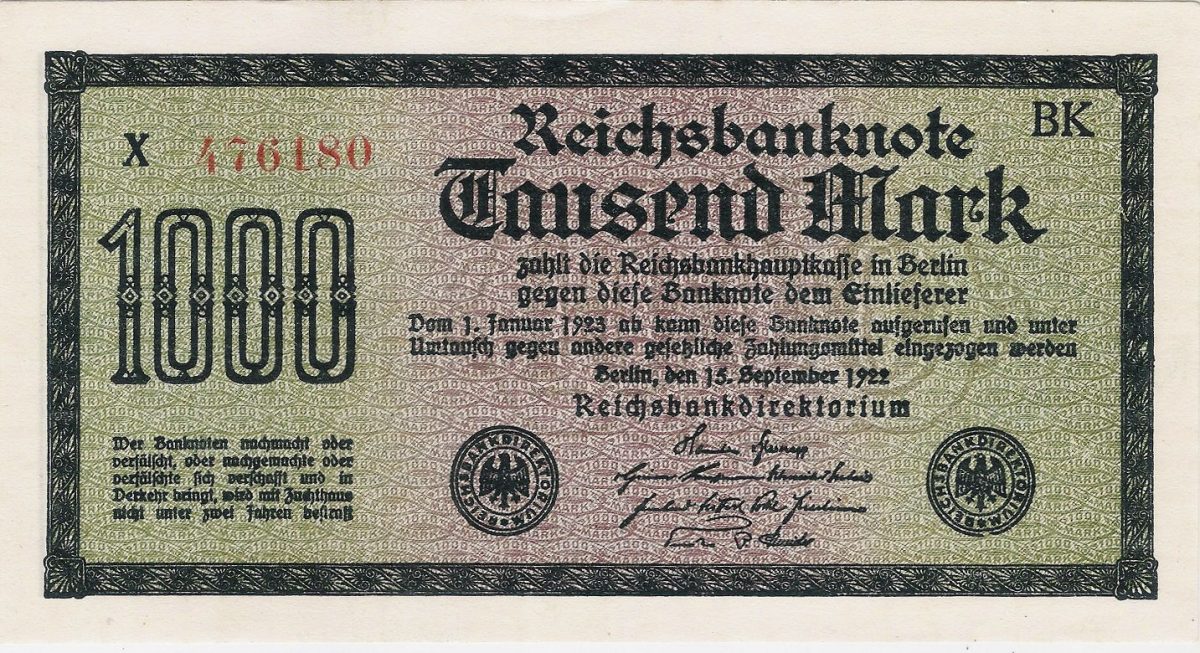 Reichsbanknote
BK
X 476180
Tausend Mark
1000
zahlt die Reichsbankhauptkasse in Berlin
gegen diese Banknote dem Einlieferer
Vom 1. Januar 1923 ab kann diese Banknote aufgerufen und unter
Umtausch gegen andere gesetzliche Zahlungsmittel eingezogen werden
Berlin, den 15. September 1922
Reichsbankdirektorium
Wer Banknoten nachmacht oder
verfälscht, oder nachgemachte oder
verfälschte sich verschafft und in
Verkehr bringt, wird mit Zuchthaus
nicht unter zwei Jahren bestraft
REICHSBANKDIREKTORIUM
REICHSBANKDIREKTORIUM